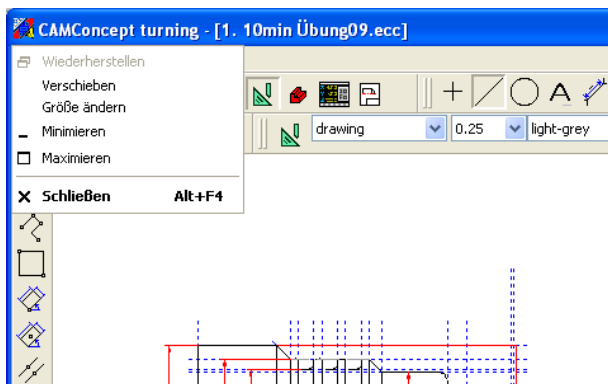 CAMConcept turning - [1. 10min Übung09.ecc]
Wiederherstellen
Verschieben
Größe ändern
Minimieren
Maximieren
Schließen Alt+F4
drawing 0.25 light-grey